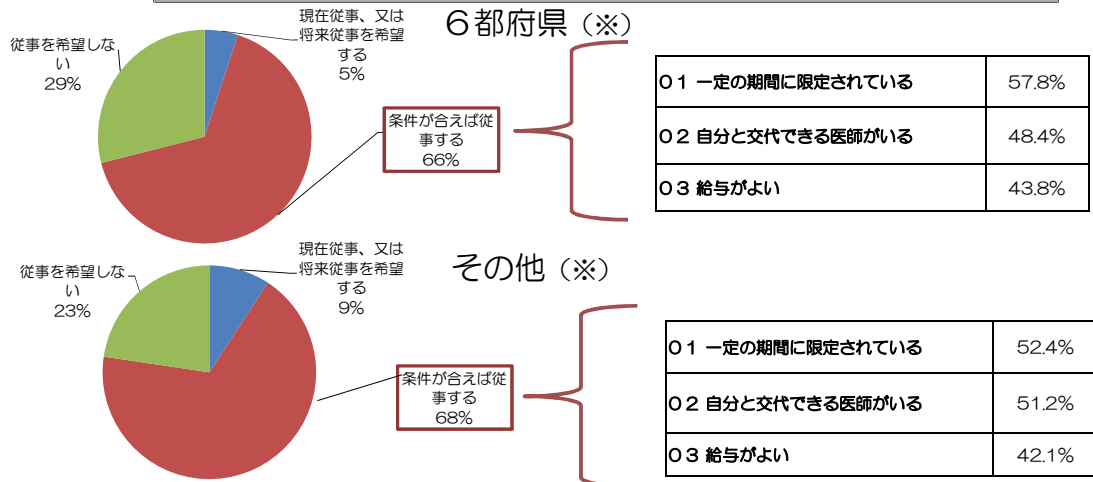 6都府県（※）
現在従事、又は
将来従事を希望
する
5%
従事を希望しな
い
29%
条件が合えば従
事する
66%
01 一定の期間に限定されている 57.8%
02 自分と交代できる医師がいる 48.4%
03 給与がよい 43.8%
その他（※）
現在従事、又は
将来従事を希望
する
9%
従事を希望しな
い
23%
条件が合えば従
事する
68%
01 一定の期間に限定されている 52.4%
02 自分と交代できる医師がいる 51.2%
03 給与がよい 42.1%